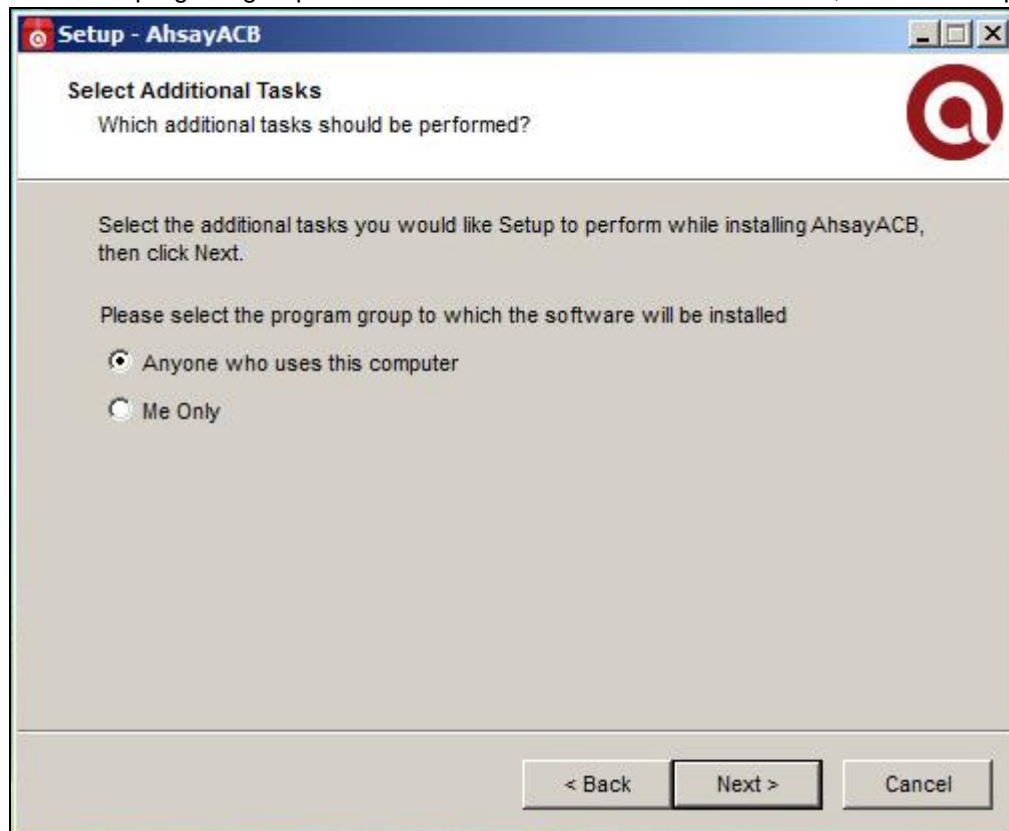 Setup - AhsayACB
Select Additional Tasks
Which additional tasks should be performed?
Select the additional tasks you would like Setup to perform while installing AhsayACB,
then click Next.
Please select the program group to which the software will be installed
Anyone who uses this computer
Me Only
< Back
Next >
Cancel